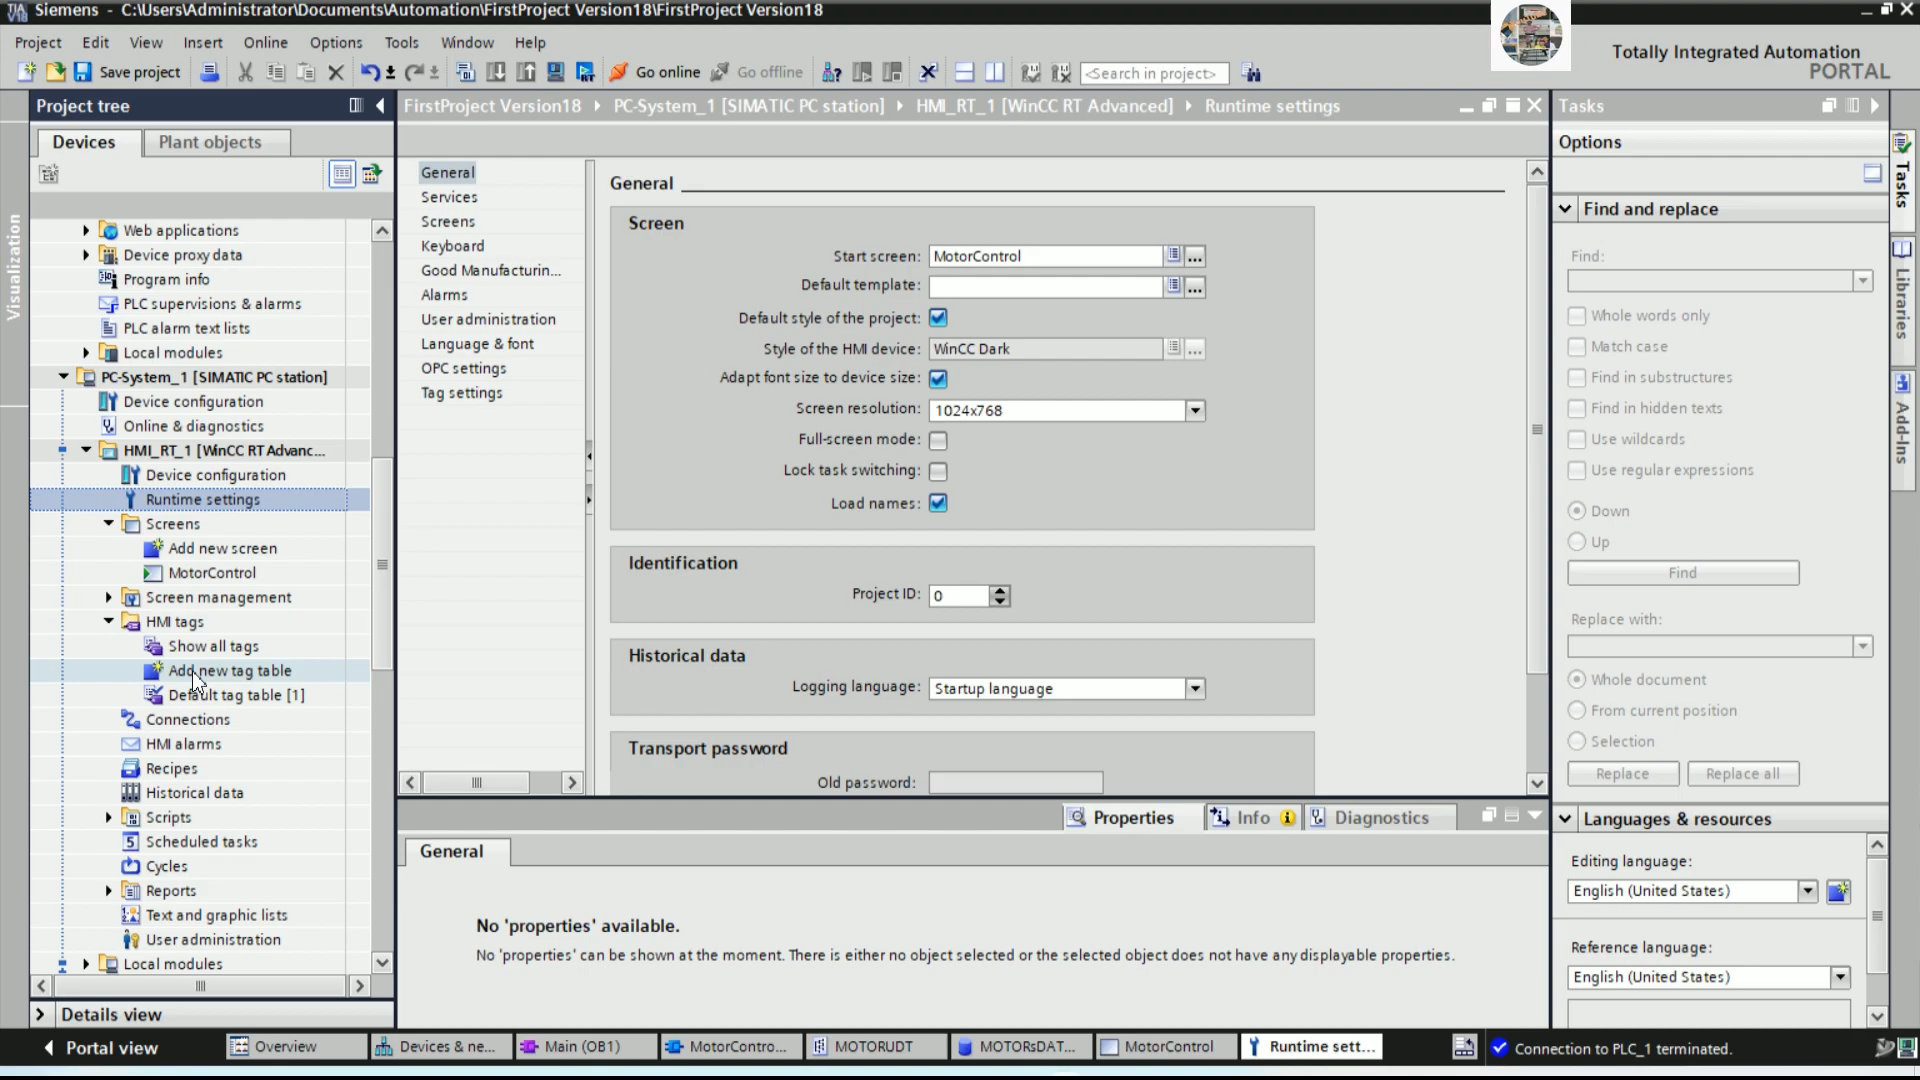 Siemens - C:\Users\Administrator\Documents\Automation\FirstProject Version18\FirstProject Version18
Project Edit View Insert Online Options Tools Window Help
Totally Integrated Automation
PORTAL
Save project
Go online
Go offline
<Search in project>
Project tree
FirstProject Version18 PC-System_1 [SIMATIC PC station] HMI_RT_1 [WinCC RT Advanced] Runtime settings
Tasks
Devices
Plant objects
Visualization
Web applications
Device proxy data
Program info
PLC supervisions & alarms
PLC alarm text lists
Local modules
PC-System_1 [SIMATIC PC station]
Device configuration
Online & diagnostics
HMI_RT_1 [WinCC RT Advanc...
Device configuration
Runtime settings
Screens
Add new screen
MotorControl
Screen management
HMI tags
Show all tags
Add new tag table
Default tag table [1]
Connections
HMI alarms
Recipes
Historical data
Scripts
Scheduled tasks
Cycles
Reports
Text and graphic lists
User administration
Local modules
Details view
General
Services
Screens
Keyboard
Good Manufacturin...
Alarms
User administration
Language & font
OPC settings
Tag settings
General
Screen
Start screen: MotorControl
Default template:
Default style of the project:
Style of the HMI device: WinCC Dark
Adapt font size to device size:
Screen resolution: 1024x768
Full-screen mode:
Lock task switching:
Load names:
Identification
Project ID: 0
Historical data
Logging language: Startup language
Transport password
Old password:
Properties
Info
Diagnostics
General
No 'properties' available.
No 'properties' can be shown at the moment. There is either no object selected or the selected object does not have any displayable properties.
Options
Find and replace
Find:
Whole words only
Match case
Find in substructures
Find in hidden texts
Use wildcards
Use regular expressions
Down
Up
Find
Replace with:
Whole document
From current position
Selection
Replace
Replace all
Languages & resources
Editing language:
English (United States)
Reference language:
English (United States)
Tasks
Libraries
Add-Ins
Portal view
Overview
Devices & ne...
Main (OB1)
MotorContro...
MOTORUDT
MOTORsDAT...
MotorControl
Runtime sett...
Connection to PLC_1 terminated.